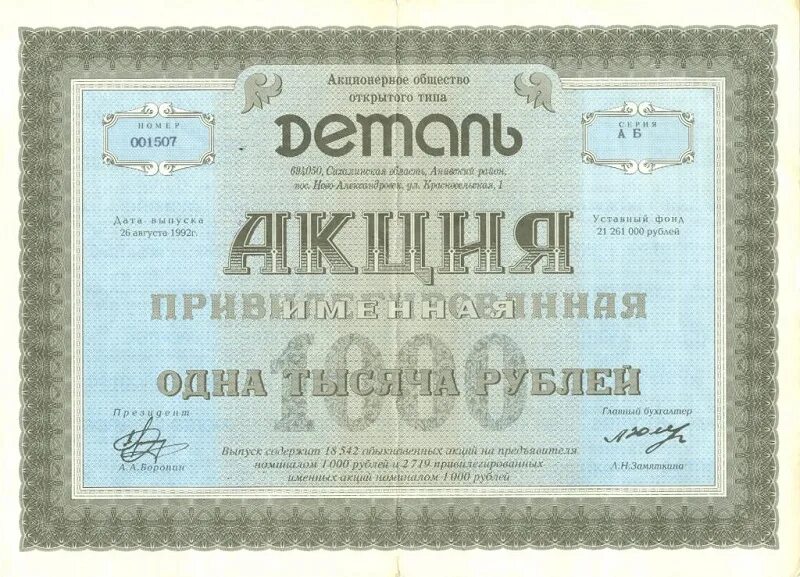 Акционерное общество
открытого типа
Деталь
694050, Сахалинская область, Анивский район,
пос. Ново-Александровск, ул. Красносельская, 1
НОМЕР
001507
СЕРИЯ
АБ
Дата выпуска
26 августа 1992г.
Уставный фонд
21 261 000 рублей
АКЦИЯ
ПРИВИЛЕГИРОВАННАЯ
ИМЕННАЯ
1000
ОДНА ТЫСЯЧА РУБЛЕЙ
Президент
А.А.Воронин
Главный бухгалтер
Л.Н.Замяткина
Выпуск содержит 18 542 обыкновенных акций на предъявителя
номиналом 1 000 рублей и 2 719 привилегированных
именных акций номиналом 1 000 рублей